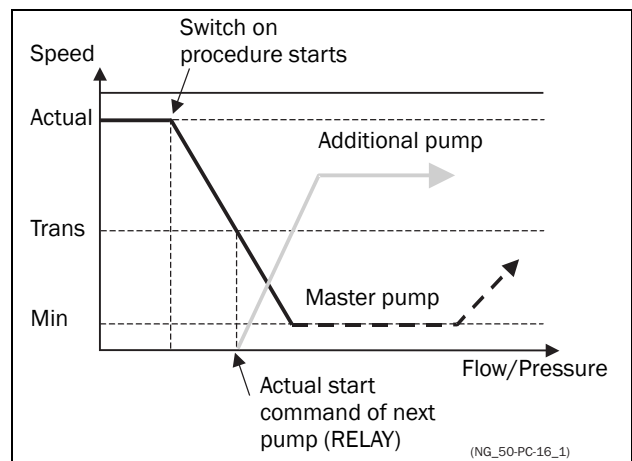 Switch on
procedure starts
Speed
Actual
Additional pump
Trans
Master pump
Min
Flow/Pressure
Actual start
command of next
pump (RELAY)
(NG_50-PC-16_1)